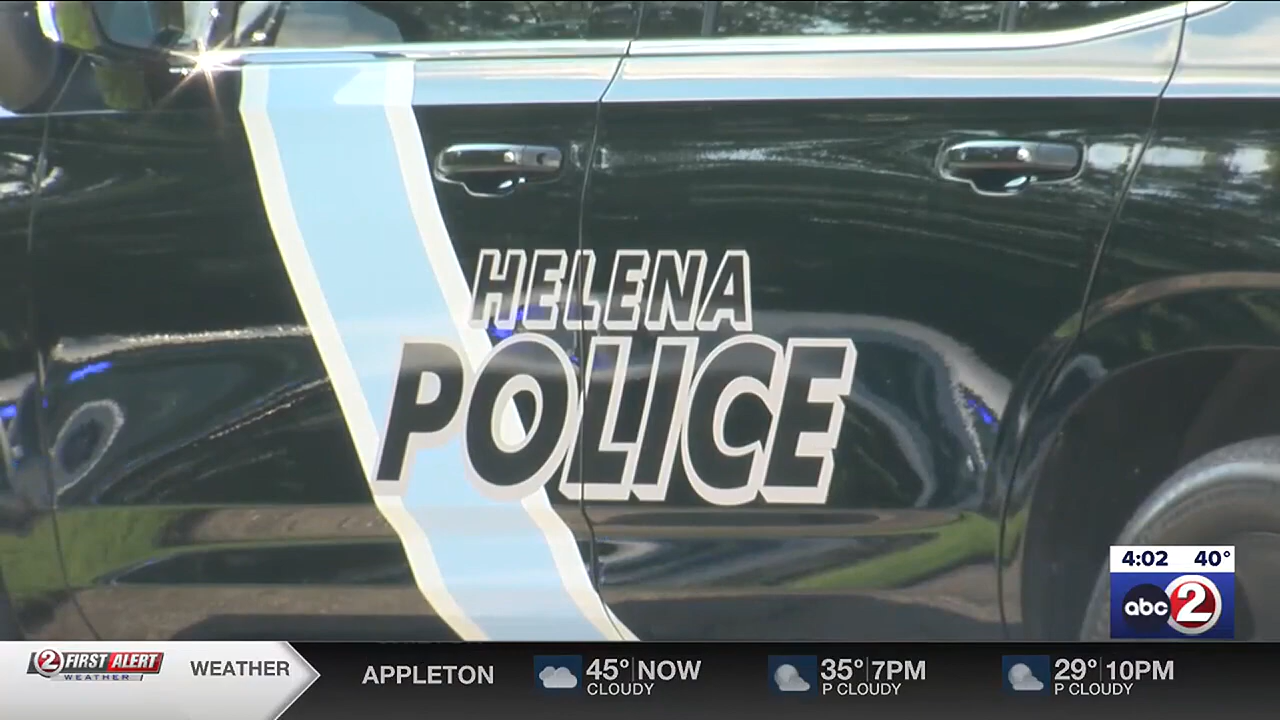 HELENA
POLICE
4:02 40°
abc 2
2 FIRST ALERT
WEATHER
WEATHER
APPLETON
45° NOW
CLOUDY
35° 7PM
P CLOUDY
29° 10PM
P CLOUDY